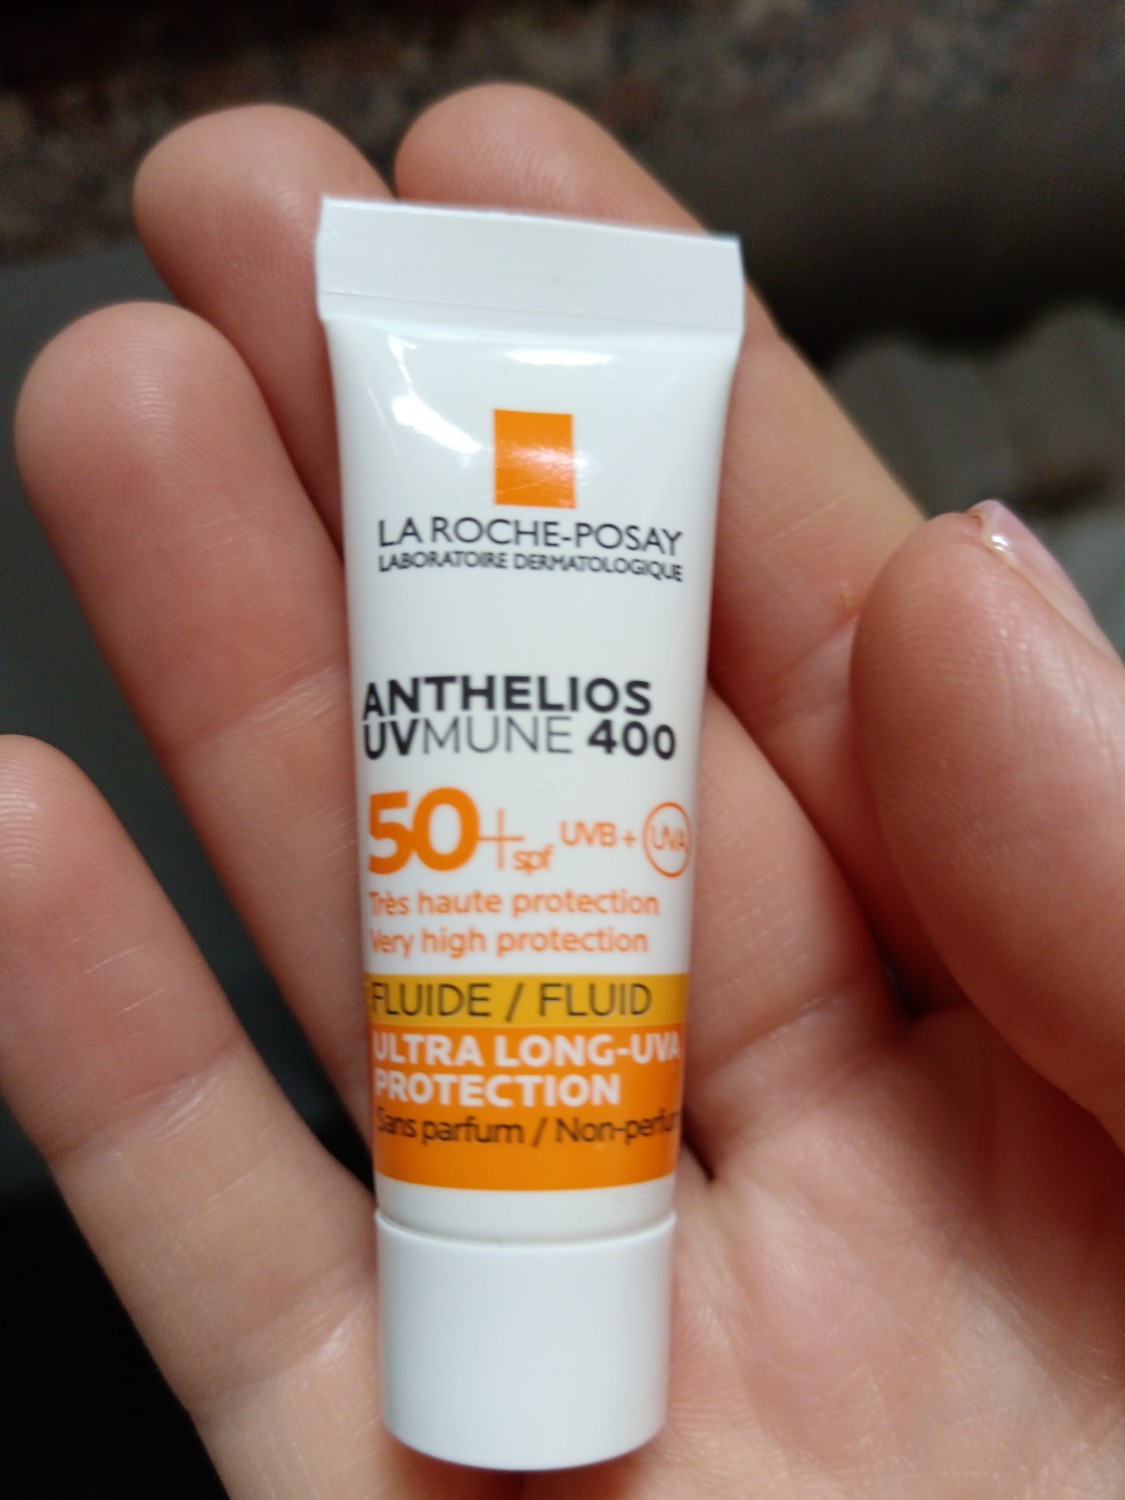 LA ROCHE-POSAY
LABORATOIRE DERMATOLOGIQUE
ANTHELIOS
UVMUNE 400
50+ spf UVB + UVA
Très haute protection
Very high protection
FLUIDE / FLUID
ULTRA LONG-UVA
PROTECTION
Sans parfum / Non-perfu